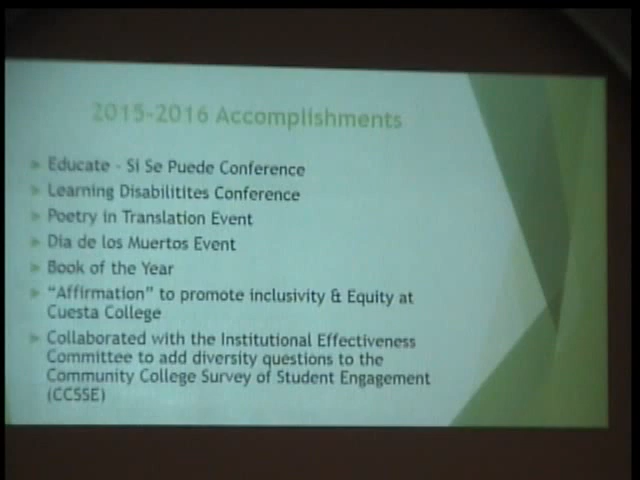 2015-2016 Accomplishments
Educate - Si Se Puede Conference
Learning Disabilitites Conference
Poetry in Translation Event
Dia de los Muertos Event
Book of the Year
"Affirmation" to promote inclusivity & Equity at
Cuesta College
Collaborated with the Institutional Effectiveness
Committee to add diversity questions to the
Community College Survey of Student Engagement
(CCSSE)